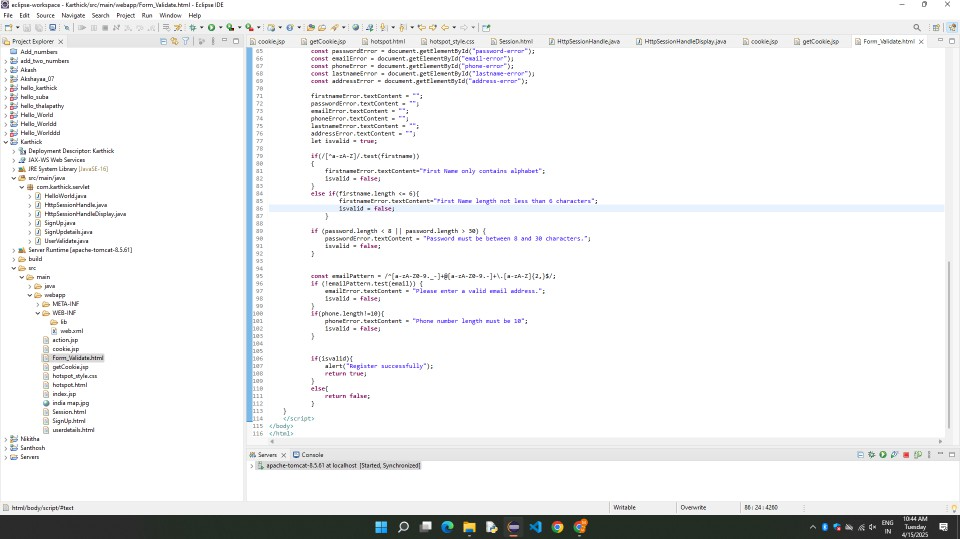 eclipse-workspace - Karthick/src/main/webapp/Form_Validate.html - Eclipse IDE
File Edit Source Navigate Search Project Run Window Help
Project Explorer
Add_numbers
add_two_numbers
Akash
Akshayaa_07
hello_karthick
hello_suba
hello_thalapathy
Hello_World
Hello_Worldd
Hello_Worlddd
Karthick
Deployment Descriptor: Karthick
JAX-WS Web Services
JRE System Library [JavaSE-16]
src/main/java
com.karthick.servlet
HelloWorld.java
HttpSessionHandle.java
HttpSessionHandleDisplay.java
SignUp.java
SignUpdetails.java
UserValidate.java
Server Runtime [apache-tomcat-8.5.61]
build
src
main
java
webapp
META-INF
WEB-INF
lib
web.xml
action.jsp
cookie.jsp
Form_Validate.html
getCookie.jsp
hotspot_style.css
hotspot.html
index.jsp
india map.jpg
Session.html
SignUp.html
userdetails.html
Nikitha
Santhosh
Servers
cookie.jsp getCookie.jsp hotspot.html hotspot_style.css Session.html HttpSessionHandle.java HttpSessionHandleDisplay.java cookie.jsp getCookie.jsp Form_Validate.html
65 const passwordError = document.getElementById("password-error");
66 const emailError = document.getElementById("email-error");
67 const phoneError = document.getElementById("phone-error");
68 const lastnameError = document.getElementById("lastname-error");
69 const addressError = document.getElementById("address-error");
70
71 firstnameError.textContent = "";
72 passwordError.textContent = "";
73 emailError.textContent = "";
74 phoneError.textContent = "";
75 lastnameError.textContent = "";
76 addressError.textContent = "";
77 let isvalid = true;
78
79 if(/[^a-zA-Z]/.test(firstname))
80 {
81 firstnameError.textContent="First Name only contains alphabet";
82 isvalid = false;
83 }
84 else if(firstname.length <= 6){
85 firstnameError.textContent="First Name length not less than 6 characters";
86 isvalid = false;
87 }
88
89 if (password.length < 8 || password.length > 30) {
90 passwordError.textContent = "Password must be between 8 and 30 characters.";
91 isvalid = false;
92 }
93
94
95 const emailPattern = /^[a-zA-Z0-9._-]+@[a-zA-Z0-9.-]+\.[a-zA-Z]{2,}$/;
96 if (!emailPattern.test(email)) {
97 emailError.textContent = "Please enter a valid email address.";
98 isvalid = false;
99 }
100 if(phone.length!=10){
101 phoneError.textContent = "Phone number length must be 10";
102 isvalid = false;
103 }
104
105
106 if(isvalid){
107 alert("Register successfully");
108 return true;
109 }
110 else{
111 return false;
112 }
113 }
114 </script>
115 </body>
116 </html>
Servers Console
apache-tomcat-8.5.61 at localhost [Started, Synchronized]
html/body/script/#text Writable Overwrite 86 : 24 : 4260
ENG
IN
10:44 AM
Tuesday
4/15/2025